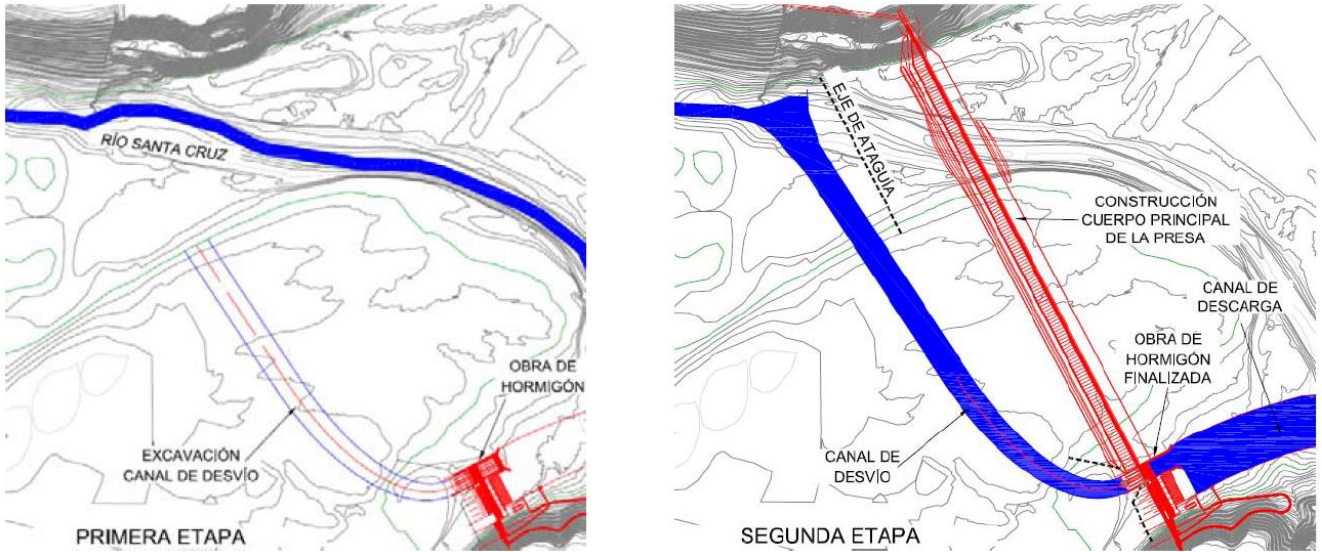 RÍO SANTA CRUZ
OBRA DE
HORMIGÓN
EXCAVACIÓN
CANAL DE DESVÍO
PRIMERA ETAPA
EJE DE ATAGUÍA
CONSTRUCCIÓN
CUERPO PRINCIPAL
DE LA PRESA
CANAL DE
DESCARGA
OBRA DE
HORMIGÓN
FINALIZADA
CANAL DE
DESVÍO
SEGUNDA ETAPA